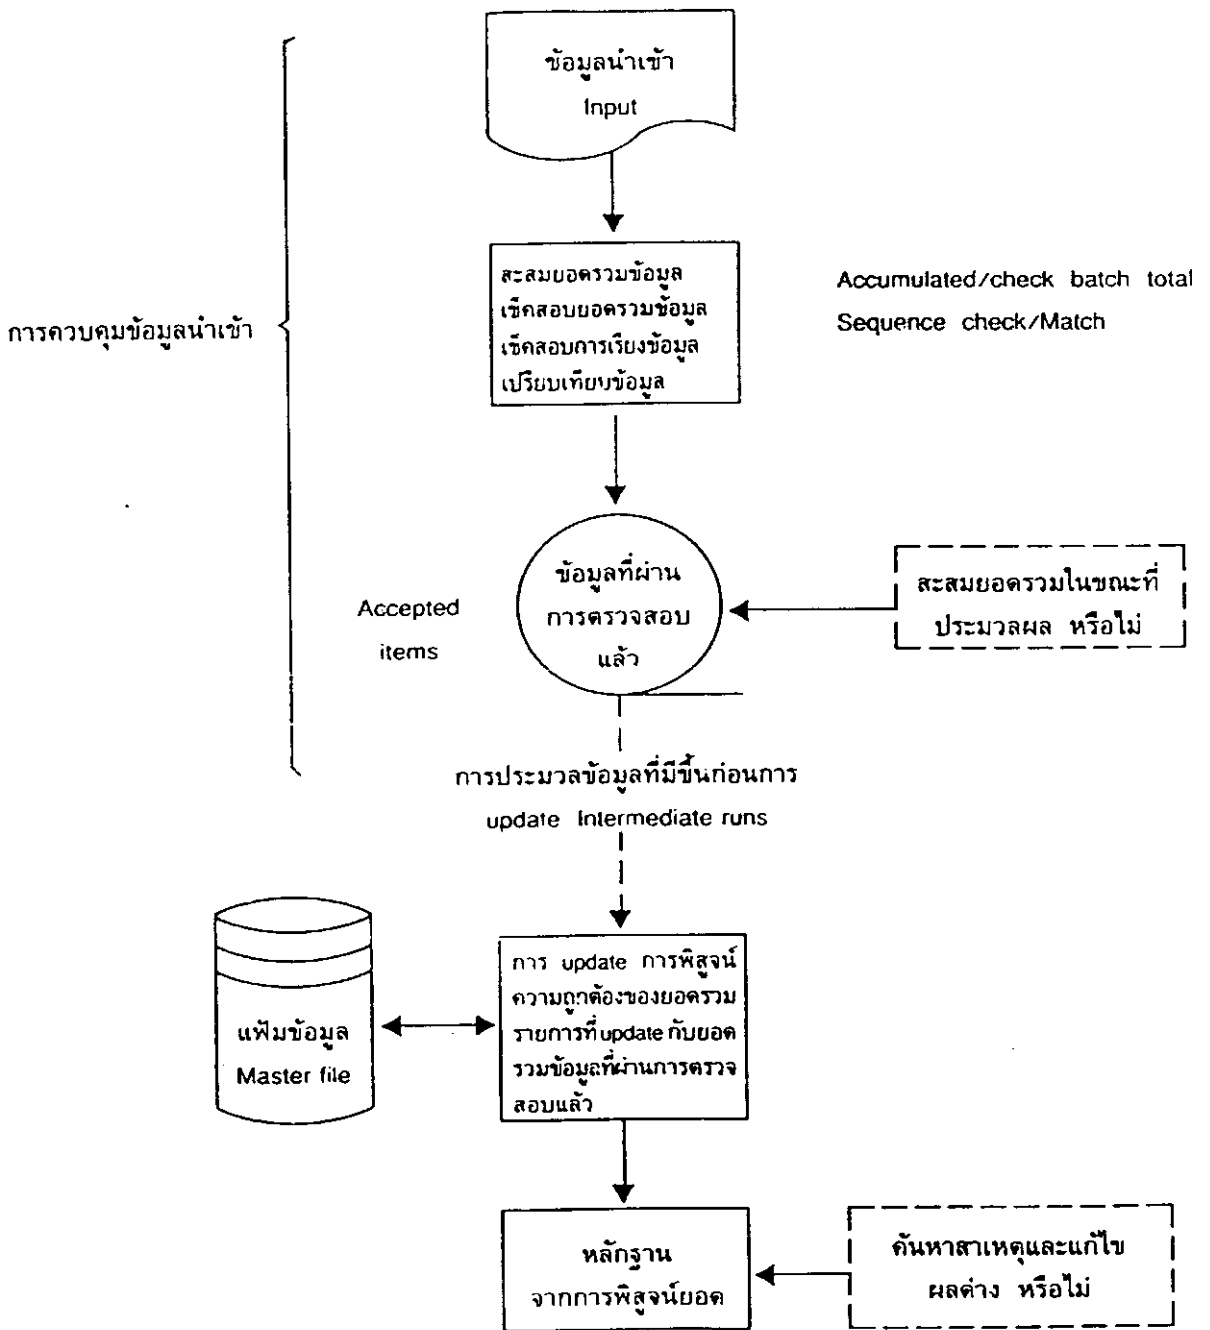 ข้อมูลนำเข้า
Input
สะสมยอดรวมข้อมูล
เช็คสอบยอดรวมข้อมูล
เช็คสอบการเรียงข้อมูล
เปรียบเทียบข้อมูล
Accumulated/check batch total
Sequence check/Match
การควบคุมข้อมูลนำเข้า
ข้อมูลที่ผ่าน
การตรวจสอบ
แล้ว
Accepted
items
สะสมยอดรวมในขณะที่
ประมวลผล หรือไม่
การประมวลข้อมูลที่มีขึ้นก่อนการ
update Intermediate runs
แฟ้มข้อมูล
Master file
การ update การพิสูจน์
ความถูกต้องของยอดรวม
รายการที่ update กับยอด
รวมข้อมูลที่ผ่านการตรวจ
สอบแล้ว
หลักฐาน
จากการพิสูจน์ยอด
ค้นหาสาเหตุและแก้ไข
ผลต่าง หรือไม่